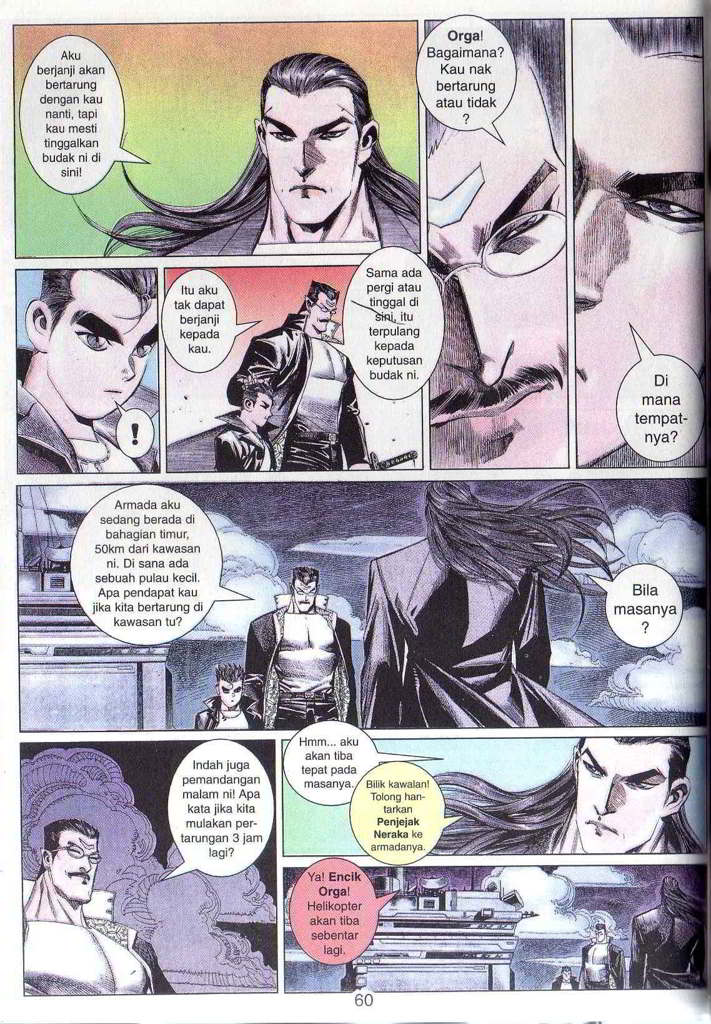 Aku
berjanji akan
bertarung
dengan kau
nanti, tapi
kau mesti
tinggalkan
budak ni di
sini!
Orga!
Bagaimana?
Kau nak
bertarung
atau tidak
?
Di
mana
tempat-
nya?
!
Itu aku
tak dapat
berjanji
kepada
kau.
Sama ada
pergi atau
tinggal di
sini, itu
terpulang
kepada
keputusan
budak ni.
Armada aku
sedang berada di
bahagian timur,
50km dari kawasan
ni. Di sana ada
sebuah pulau kecil.
Apa pendapat kau
jika kita bertarung di
kawasan tu?
Bila
masanya
?
Indah juga
pemandangan
malam ni! Apa
kata jika kita
mulakan per-
tarungan 3 jam
lagi?
Hmm... aku
akan tiba
tepat pada
masanya.
Bilik kawalan!
Tolong han-
tarkan
Penjejak
Neraka ke
armadanya.
Ya! Encik
Orga!
Helikopter
akan tiba
sebentar
lagi.
60